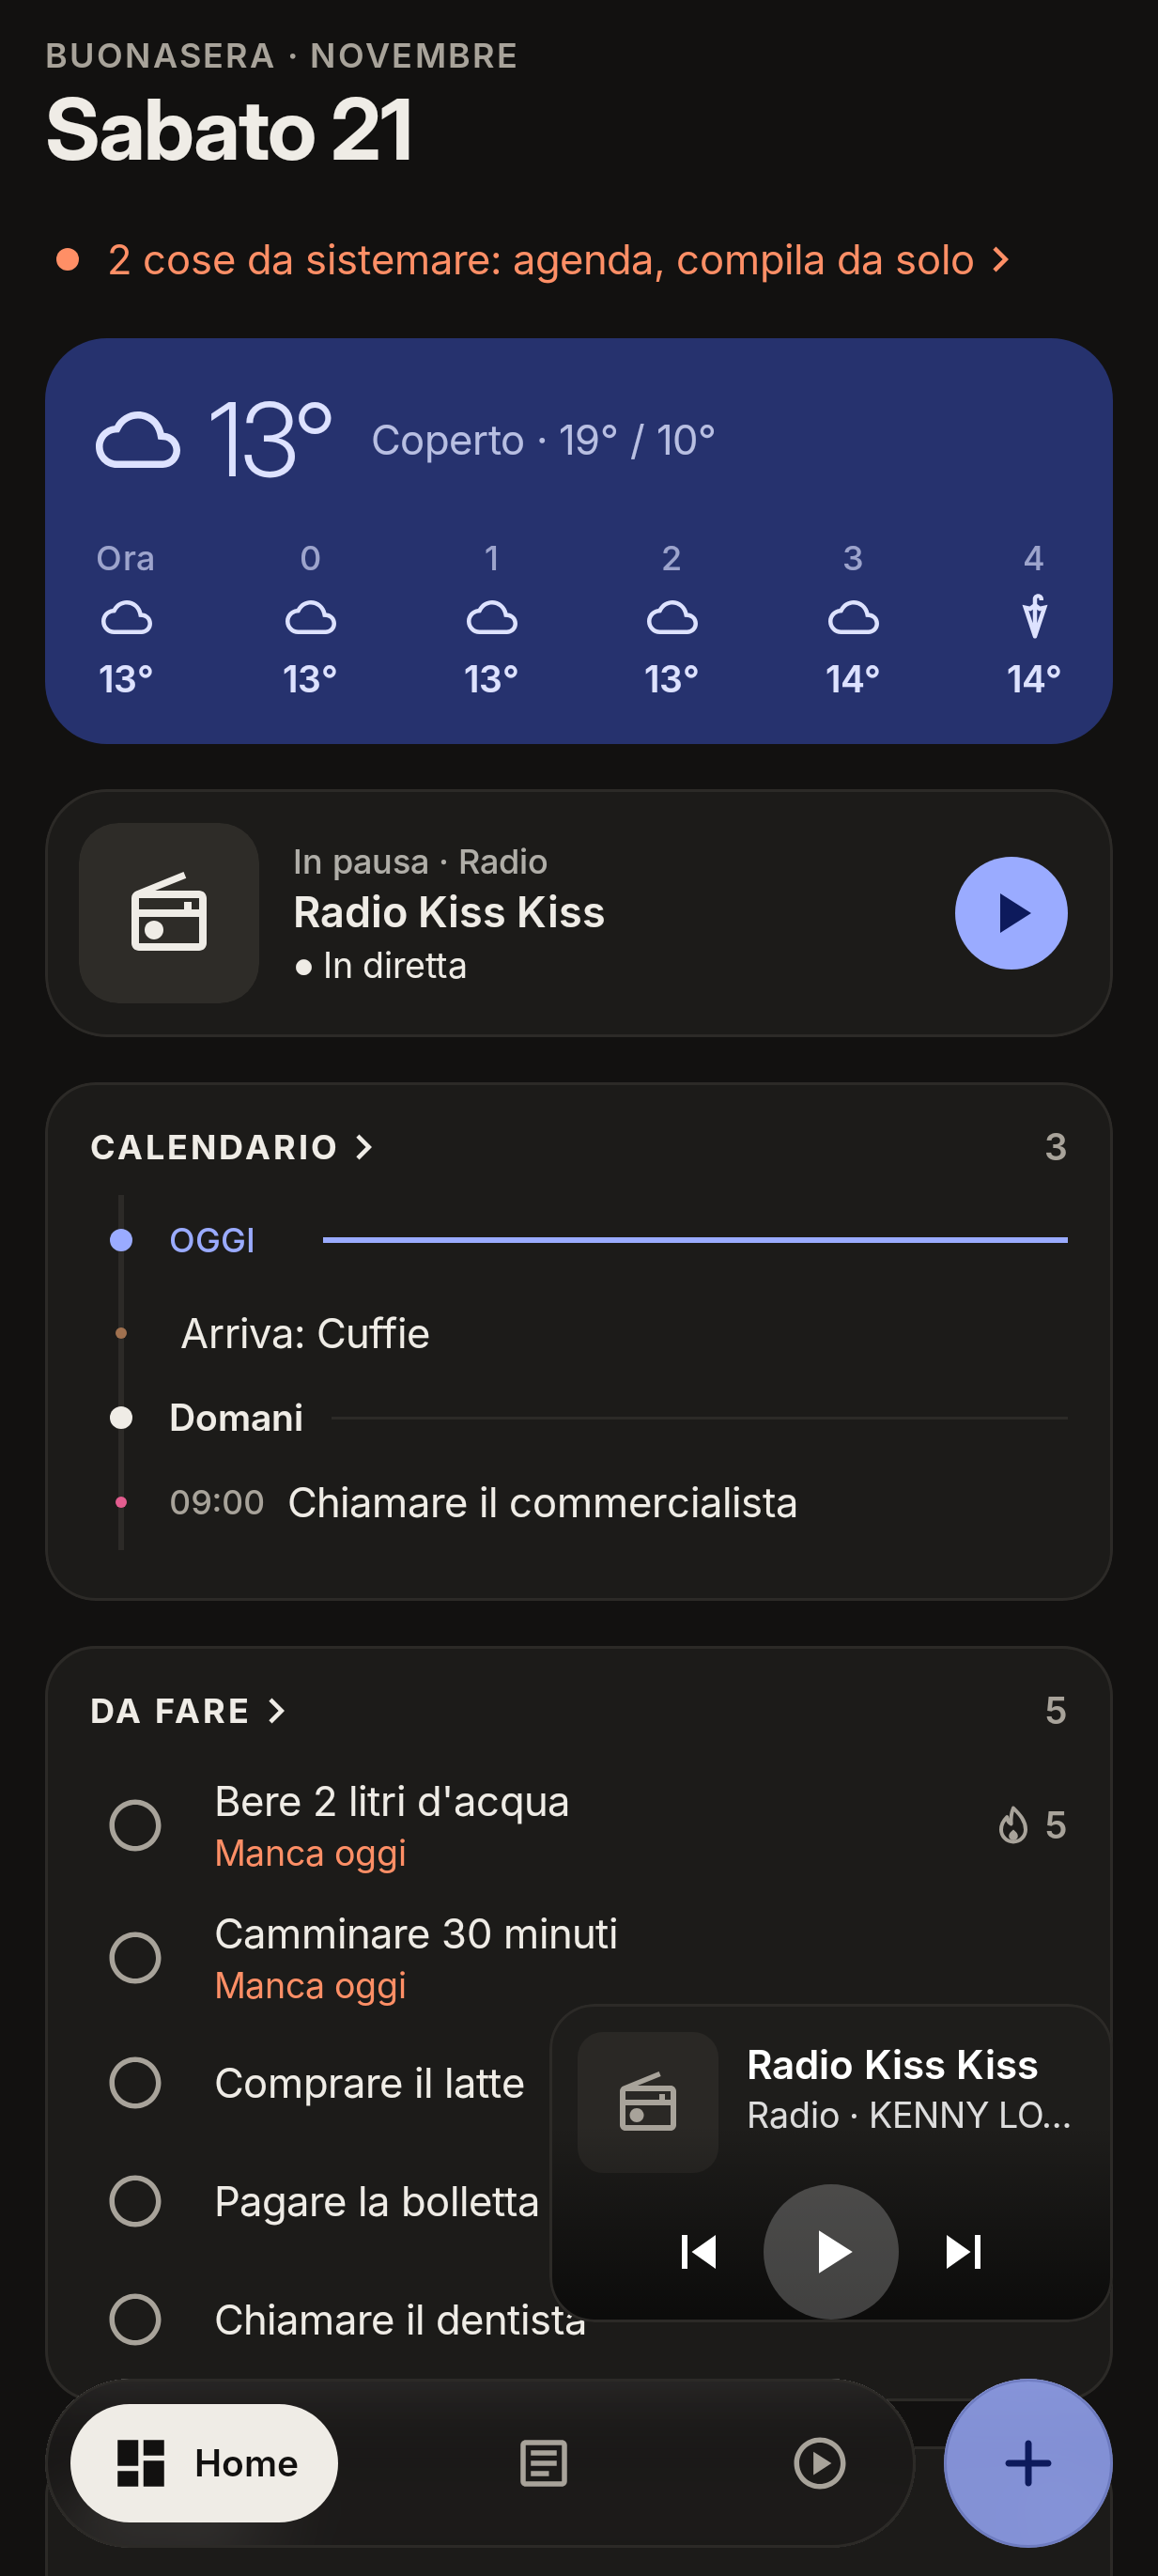 BUONASERA · NOVEMBRE
Sabato 21
2 cose da sistemare: agenda, compila da solo
13° Coperto · 19° / 10°
Ora 0 1 2 3 4
13° 13° 13° 13° 14° 14°
In pausa · Radio
Radio Kiss Kiss
In diretta
CALENDARIO 3
OGGI
Arriva: Cuffie
Domani
09:00 Chiamare il commercialista
DA FARE 5
Bere 2 litri d'acqua
Manca oggi
5
Camminare 30 minuti
Manca oggi
Comprare il latte
Pagare la bolletta
Chiamare il dentista
Radio Kiss Kiss
Radio · KENNY LO...
Home